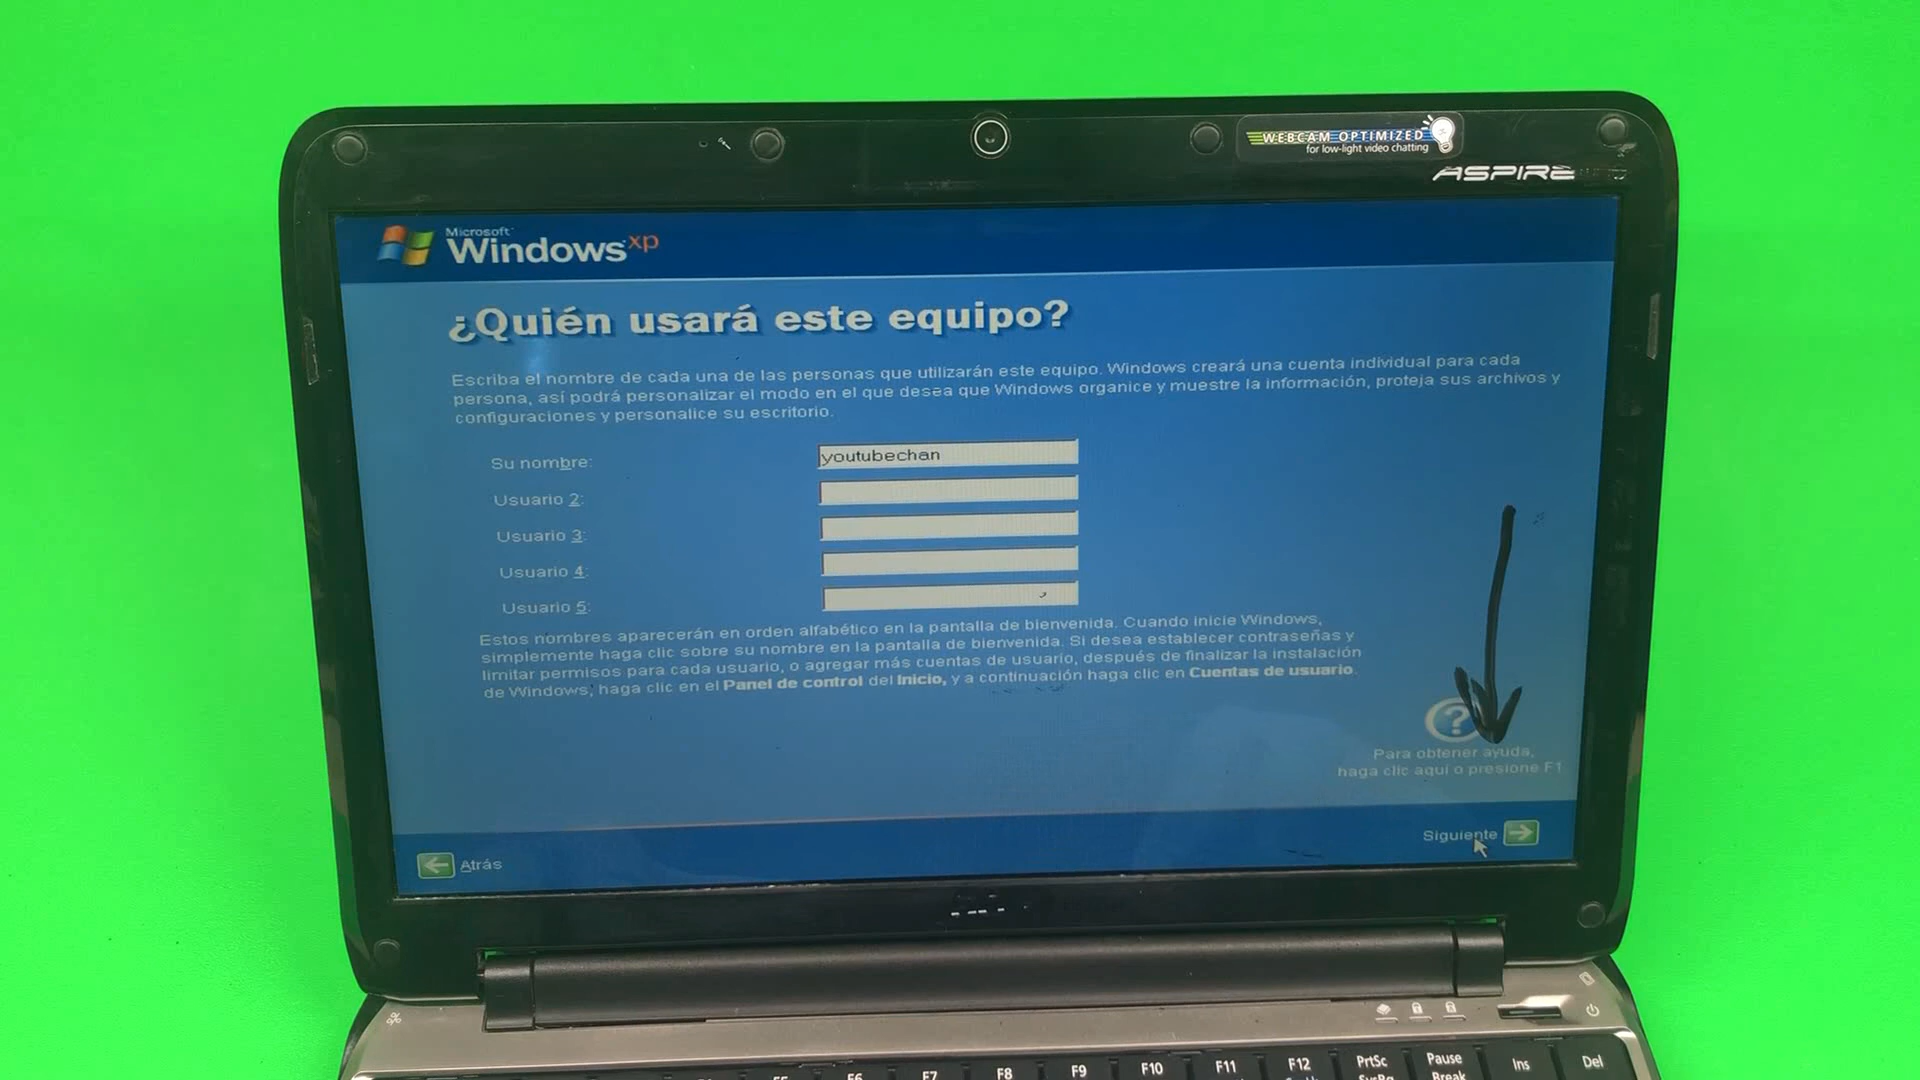 WEBCAM OPTIMIZED
for low-light video chatting
ASPIRE
Microsoft
Windows xp
¿Quién usará este equipo?
Escriba el nombre de cada una de las personas que utilizarán este equipo. Windows creará una cuenta individual para cada
persona, así podrá personalizar el modo en el que desea que Windows organice y muestre la información, proteja sus archivos y
configuraciones y personalice su escritorio.
Su nombre: youtubechan
Usuario 2:
Usuario 3:
Usuario 4:
Usuario 5:
Estos nombres aparecerán en orden alfabético en la pantalla de bienvenida. Cuando inicie Windows,
simplemente haga clic sobre su nombre en la pantalla de bienvenida. Si desea establecer contraseñas y
limitar permisos para cada usuario, o agregar más cuentas de usuario, después de finalizar la instalación
de Windows, haga clic en el Panel de control del Inicio, y a continuación haga clic en Cuentas de usuario.
Para obtener ayuda,
haga clic aquí o presione F1
Siguiente
Atrás
F6 F7 F8 F9 F10 F11 F12 PrtSc Pause Ins Del
SysRq Break